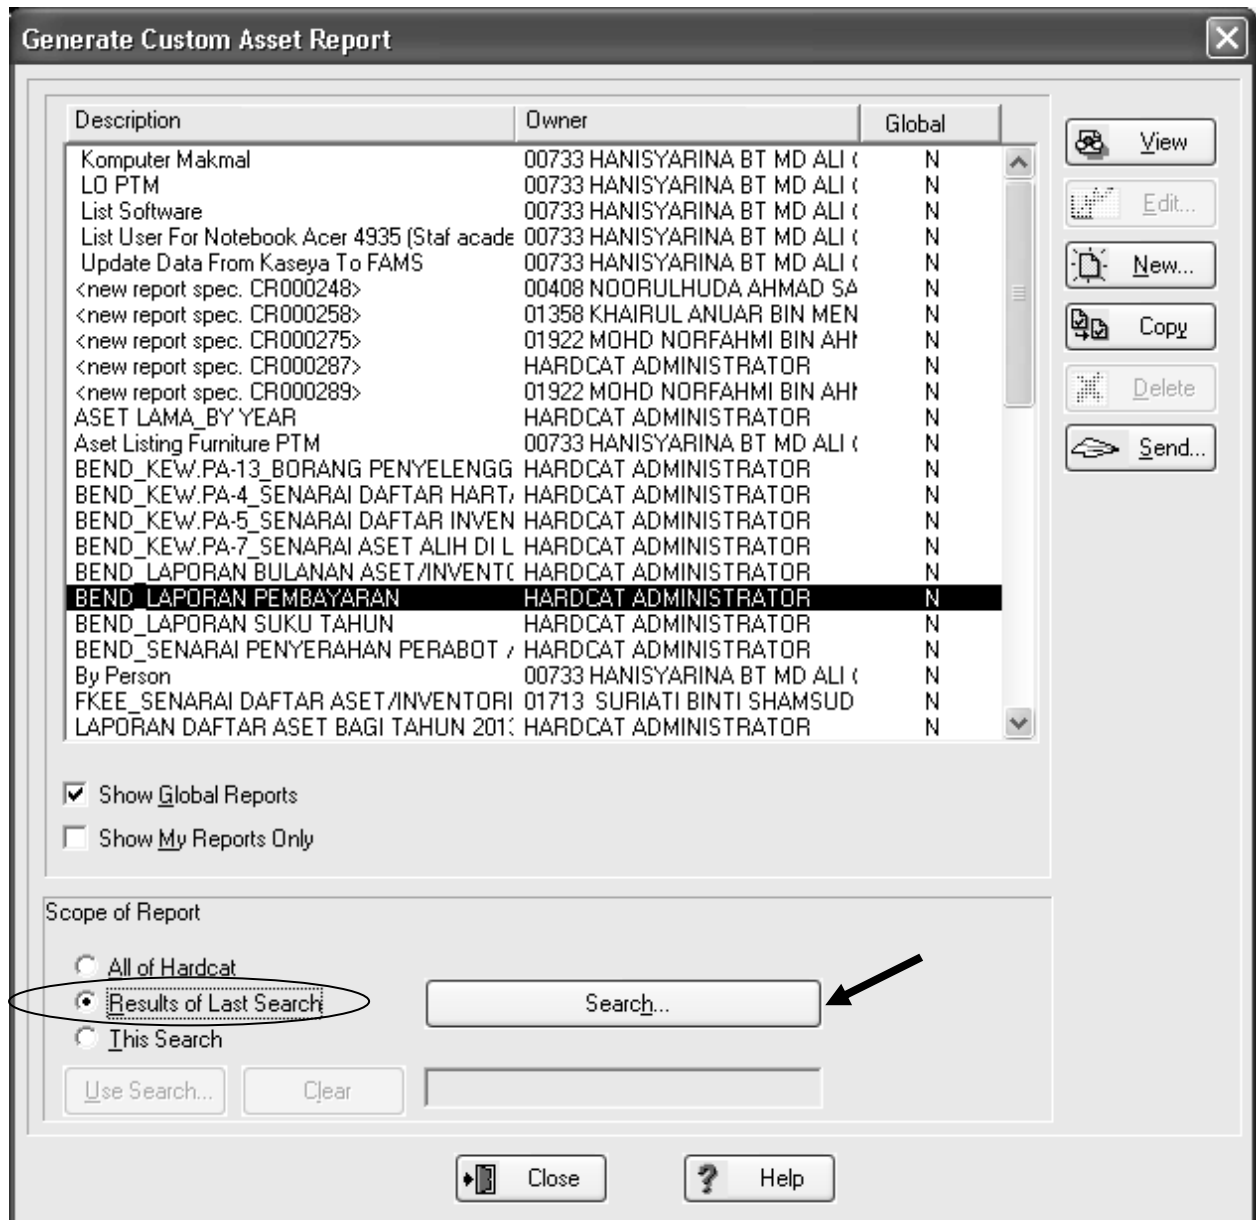 Generate Custom Asset Report
Description Owner Global
Komputer Makmal 00733 HANISYARINA BT MD ALI ( N
LO PTM 00733 HANISYARINA BT MD ALI ( N
List Software 00733 HANISYARINA BT MD ALI ( N
List User For Notebook Acer 4935 (Staf acade 00733 HANISYARINA BT MD ALI ( N
Update Data From Kaseya To FAMS 00733 HANISYARINA BT MD ALI ( N
<new report spec. CR000248> 00408 NOORULHUDA AHMAD SA N
<new report spec. CR000258> 01358 KHAIRUL ANUAR BIN MEN N
<new report spec. CR000275> 01922 MOHD NORFAHMI BIN AHM N
<new report spec. CR000287> HARDCAT ADMINISTRATOR N
<new report spec. CR000289> 01922 MOHD NORFAHMI BIN AHM N
ASET LAMA_BY YEAR HARDCAT ADMINISTRATOR N
Aset Listing Furniture PTM 00733 HANISYARINA BT MD ALI ( N
BEND_KEW.PA-13_BORANG PENYELENGG HARDCAT ADMINISTRATOR N
BEND_KEW.PA-4_SENARAI DAFTAR HARTA HARDCAT ADMINISTRATOR N
BEND_KEW.PA-5_SENARAI DAFTAR INVEN HARDCAT ADMINISTRATOR N
BEND_KEW.PA-7_SENARAI ASET ALIH DI L HARDCAT ADMINISTRATOR N
BEND_LAPORAN BULANAN ASET/INVENTO HARDCAT ADMINISTRATOR N
BEND_LAPORAN PEMBAYARAN HARDCAT ADMINISTRATOR N
BEND_LAPORAN SUKU TAHUN HARDCAT ADMINISTRATOR N
BEND_SENARAI PENYERAHAN PERABOT / HARDCAT ADMINISTRATOR N
By Person 00733 HANISYARINA BT MD ALI ( N
FKEE_SENARAI DAFTAR ASET/INVENTORI 01713 SURIATI BINTI SHAMSUD N
LAPORAN DAFTAR ASET BAGI TAHUN 2013 HARDCAT ADMINISTRATOR N
View
Edit...
New...
Copy
Delete
Send...
Show Global Reports
Show My Reports Only
Scope of Report
All of Hardcat
Results of Last Search Search...
This Search
Use Search... Clear
Close Help